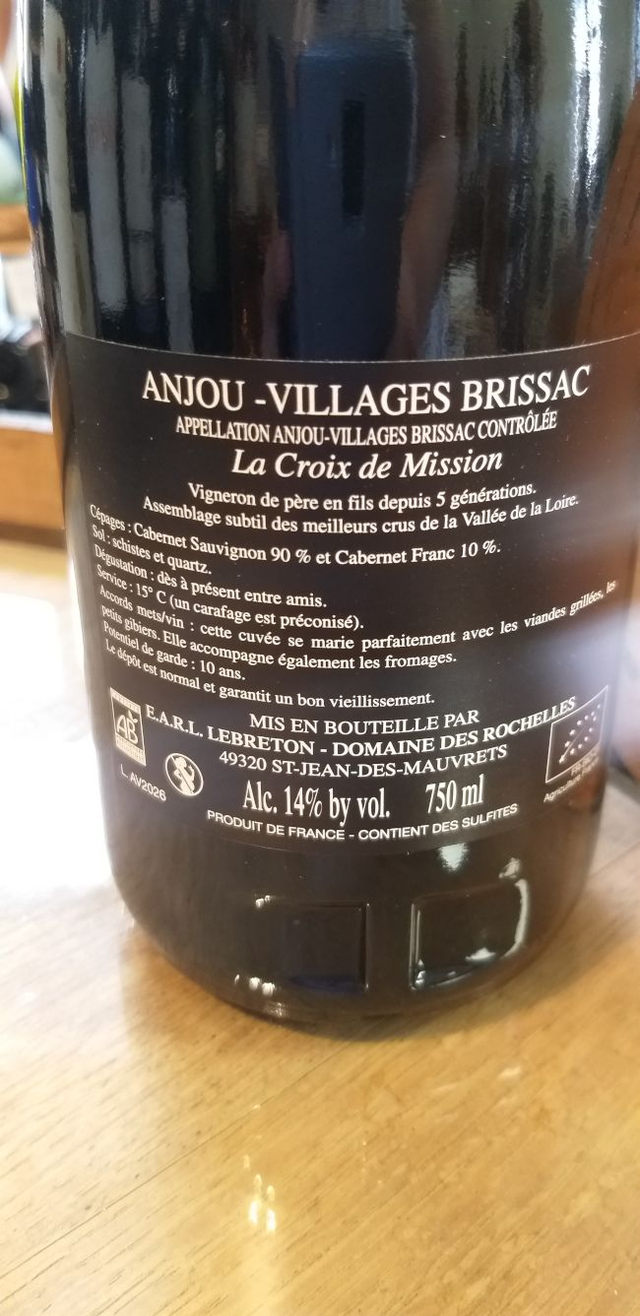 ANJOU -VILLAGES BRISSAC
APPELLATION ANJOU-VILLAGES BRISSAC CONTRÔLÉE
La Croix de Mission
Vigneron de père en fils depuis 5 générations.
Assemblage subtil des meilleurs crus de la Vallée de la Loire.
Cépages : Cabernet Sauvignon 90 % et Cabernet Franc 10 %.
Sol : schistes et quartz.
Dégustation : dès à présent entre amis.
Service : 15° C (un carafage est préconisé).
Accords mets/vin : cette cuvée se marie parfaitement avec les viandes grillées, les
petits gibiers. Elle accompagne également les fromages.
Potentiel de garde : 10 ans.
Le dépôt est normal et garantit un bon vieillissement.
MIS EN BOUTEILLE PAR
E.A.R.L. LEBRETON - DOMAINE DES ROCHELLES
49320 ST-JEAN-DES-MAUVRETS
AB
L. AV2026
Alc. 14% by vol. 750 ml
PRODUIT DE FRANCE - CONTIENT DES SULFITES
Agriculture